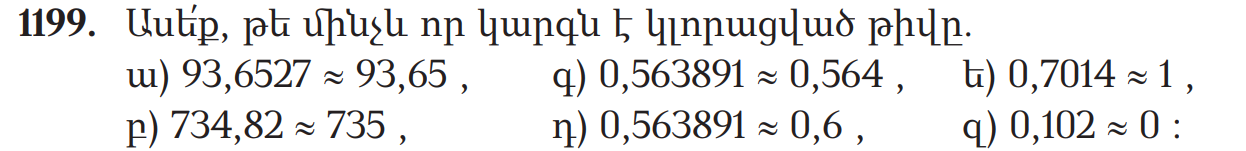 1199. Ասե՛ք, թե մինչև որ կարգն է կլորացված թիվը.
ա) 93,6527 ≈ 93,65 , գ) 0,563891 ≈ 0,564 , ե) 0,7014 ≈ 1 ,
բ) 734,82 ≈ 735 , դ) 0,563891 ≈ 0,6 , զ) 0,102 ≈ 0 :